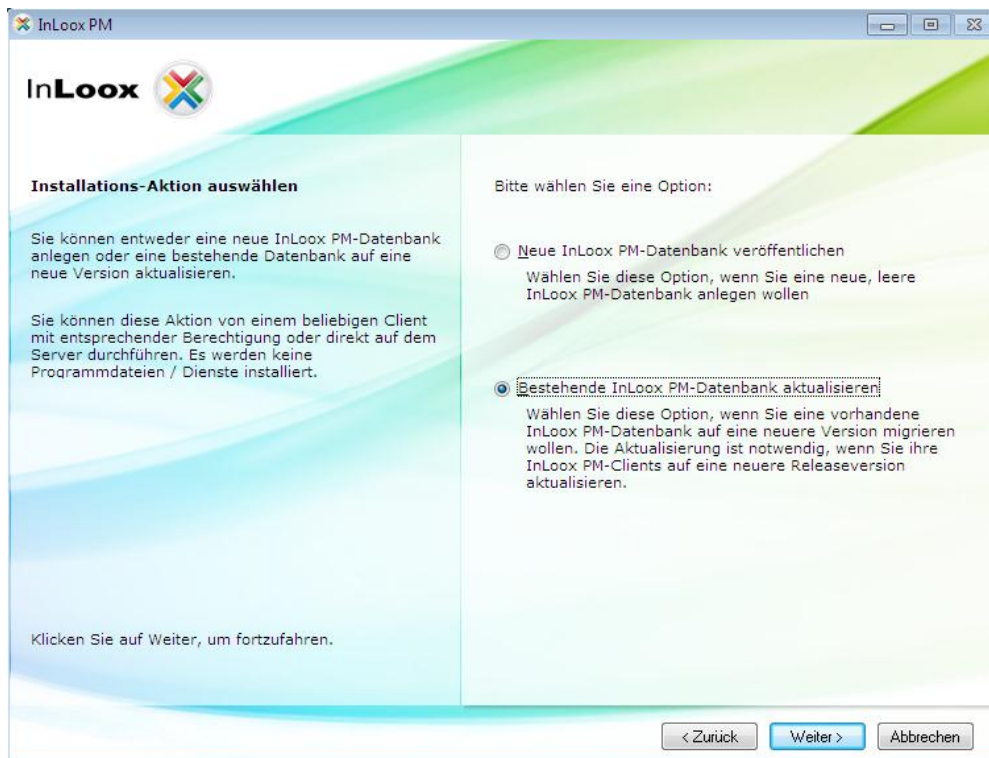 InLoox PM
InLoox
Installations-Aktion auswählen
Sie können entweder eine neue InLoox PM-Datenbank
anlegen oder eine bestehende Datenbank auf eine
neue Version aktualisieren.
Sie können diese Aktion von einem beliebigen Client
mit entsprechender Berechtigung oder direkt auf dem
Server durchführen. Es werden keine
Programmdateien / Dienste installiert.
Klicken Sie auf Weiter, um fortzufahren.
Bitte wählen Sie eine Option:
Neue InLoox PM-Datenbank veröffentlichen
Wählen Sie diese Option, wenn Sie eine neue, leere
InLoox PM-Datenbank anlegen wollen
Bestehende InLoox PM-Datenbank aktualisieren
Wählen Sie diese Option, wenn Sie eine vorhandene
InLoox PM-Datenbank auf eine neuere Version migrieren
wollen. Die Aktualisierung ist notwendig, wenn Sie ihre
InLoox PM-Clients auf eine neuere Releaseversion
aktualisieren.
< Zurück
Weiter >
Abbrechen